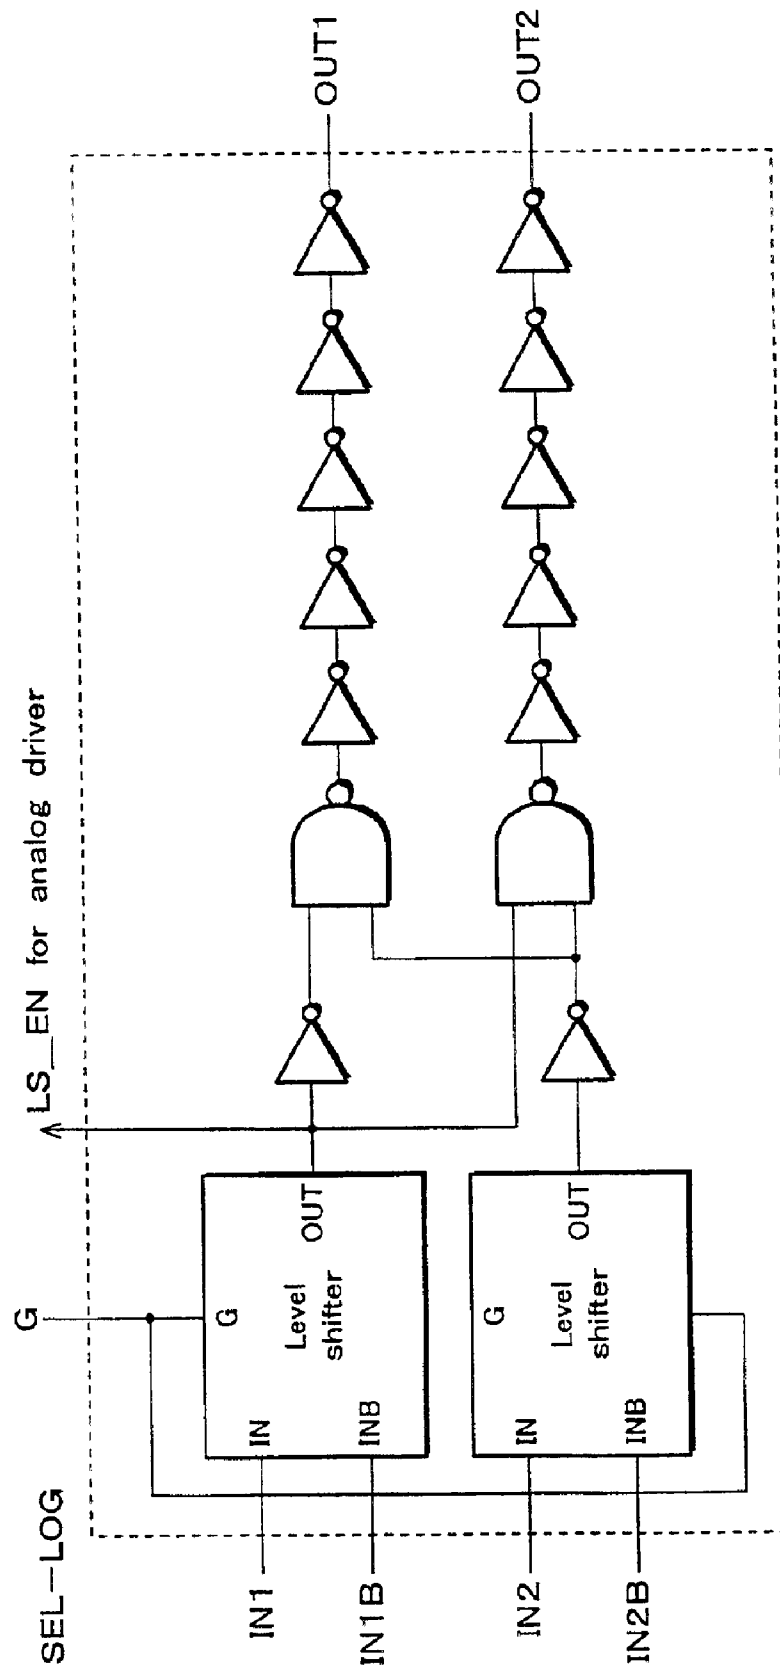 SEL-LOG
G
LS_EN for analog driver
IN1
IN
G
OUT
Level
shifter
IN1B
INB
OUT1
IN2
IN
G
OUT
Level
shifter
IN2B
INB
OUT2